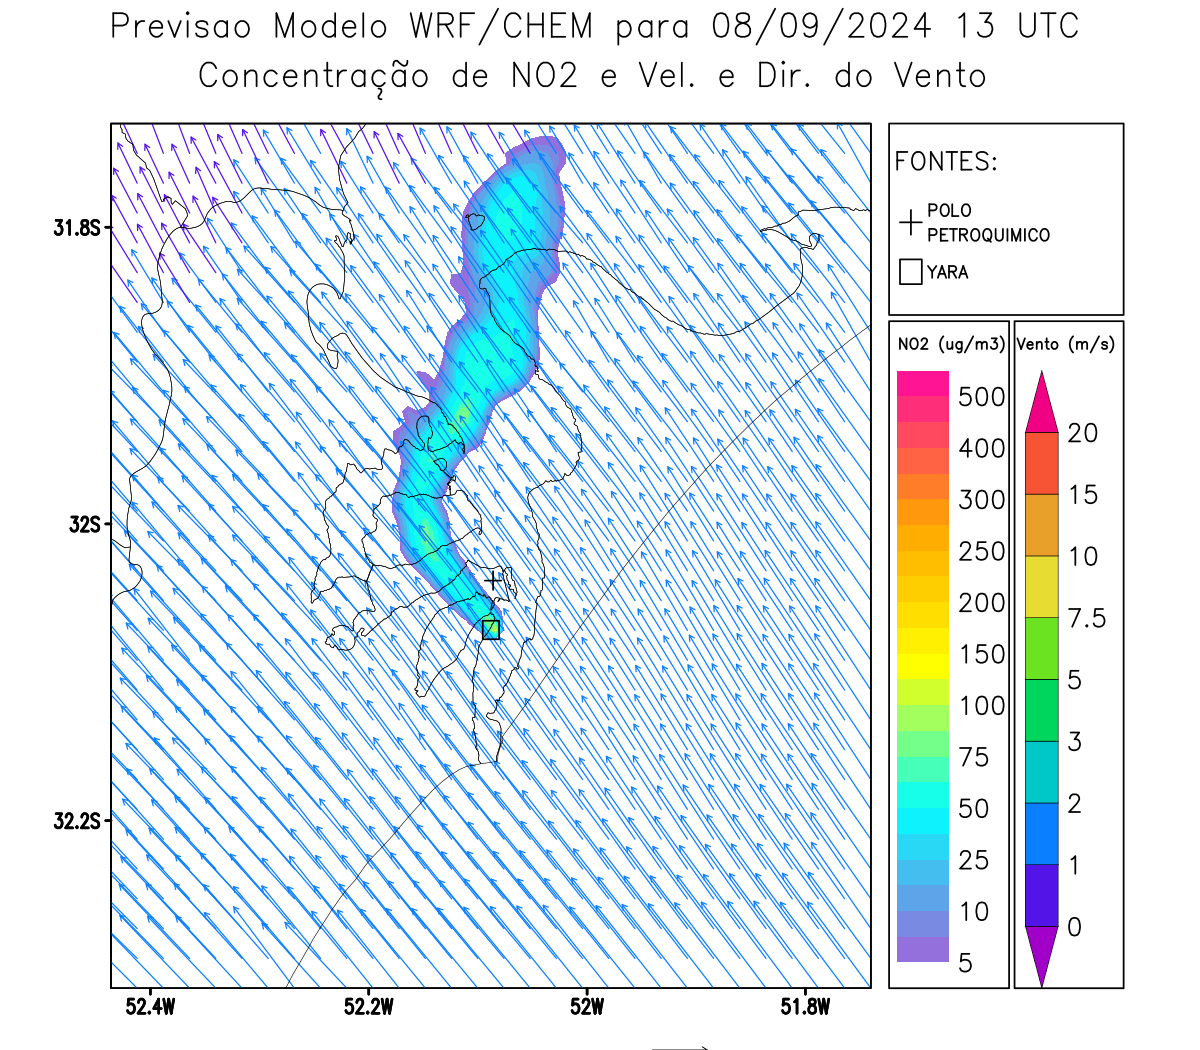 Previsao Modelo WRF/CHEM para 08/09/2024 13 UTC
Concentração de NO2 e Vel. e Dir. do Vento
FONTES:
POLO
PETROQUIMICO
YARA
31.8S
32S
32.2S
52.4W
52.2W
52W
51.8W
NO2 (ug/m3)
500
400
300
250
200
150
100
75
50
25
10
5
Vento (m/s)
20
15
10
7.5
5
3
2
1
0